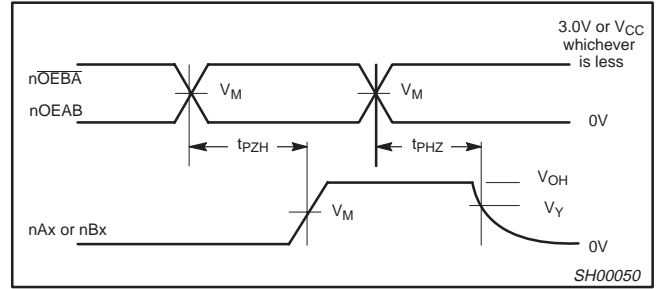 3.0V or VCC
whichever
is less
nOEBA
VM
VM
nOEAB
0V
tPZH
tPHZ
VOH
VM
VY
nAx or nBx
0V
SH00050